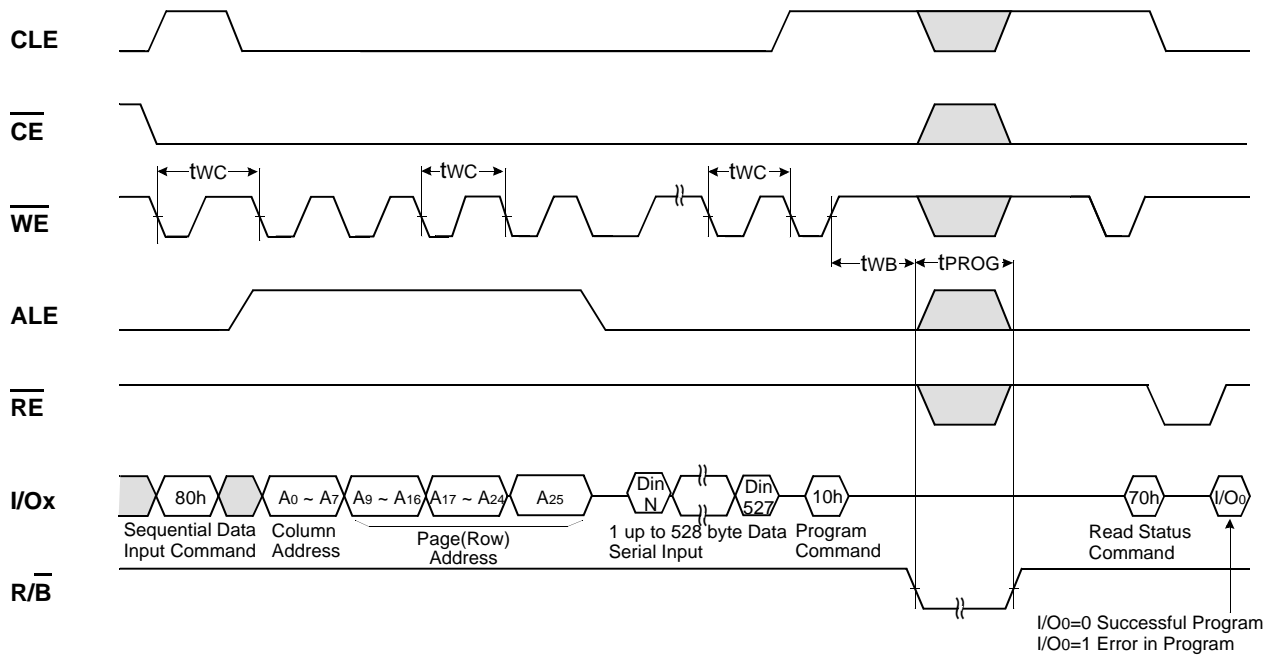 CLE
CE
tWC
tWC
tWC
WE
tWB
tPROG
ALE
RE
I/Ox
80h
A0 ~ A7
A9 ~ A16
A17 ~ A24
A25
Din
N
Din
527
10h
70h
I/O0
Sequential Data
Input Command
Column
Address
Page(Row)
Address
1 up to 528 byte Data
Serial Input
Program
Command
Read Status
Command
R/B
I/O0=0 Successful Program
I/O0=1 Error in Program